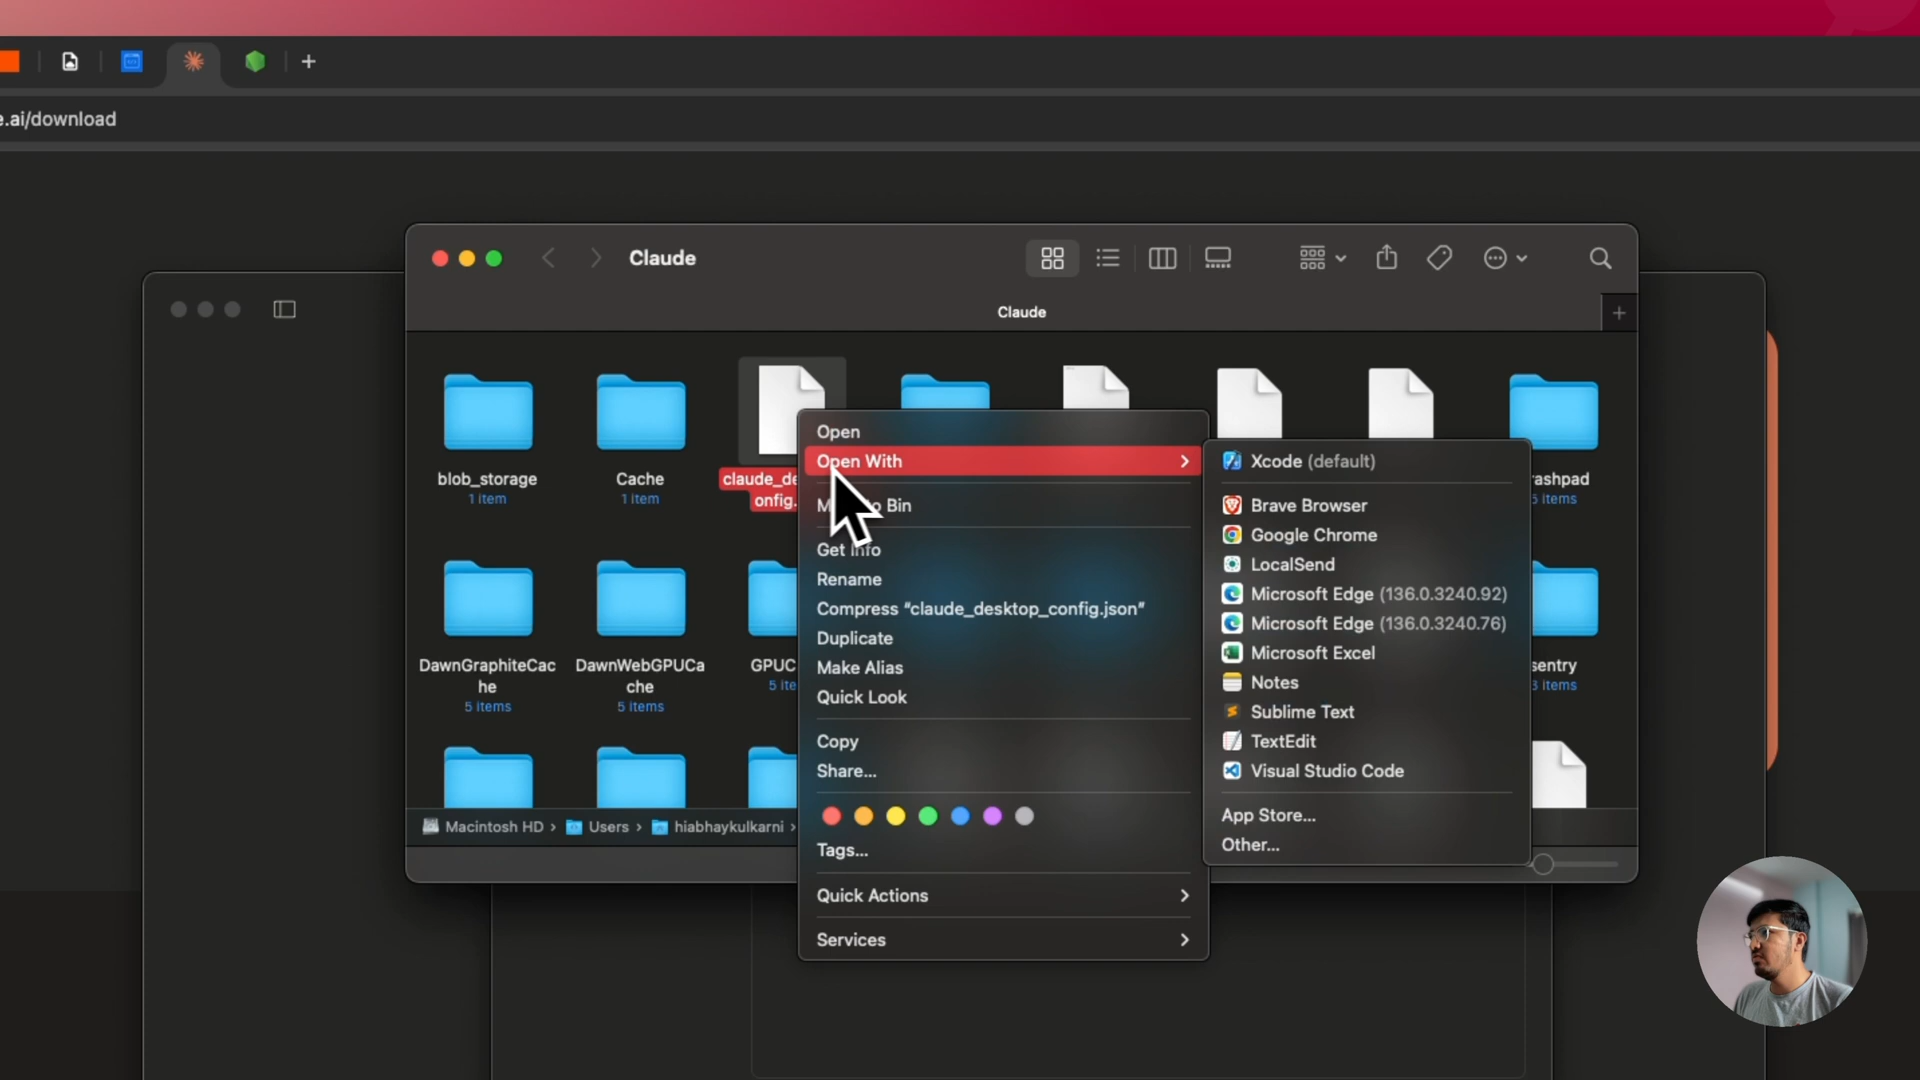 e.ai/download
Claude
Claude
blob_storage
1 item
Cache
1 item
claude_de
onfig.
rashpad
5 items
DawnGraphiteCac
he
5 items
DawnWebGPUCa
che
5 items
GPUC
5 ite
sentry
3 items
Macintosh HD › Users › hiabhaykulkarni ›
Open
Open With
Get Info
Rename
Compress “claude_desktop_config.json”
Duplicate
Make Alias
Quick Look
Copy
Share...
Tags...
Quick Actions
Services
Xcode (default)
Brave Browser
Google Chrome
LocalSend
Microsoft Edge (136.0.3240.92)
Microsoft Edge (136.0.3240.76)
Microsoft Excel
Notes
Sublime Text
TextEdit
Visual Studio Code
App Store...
Other...